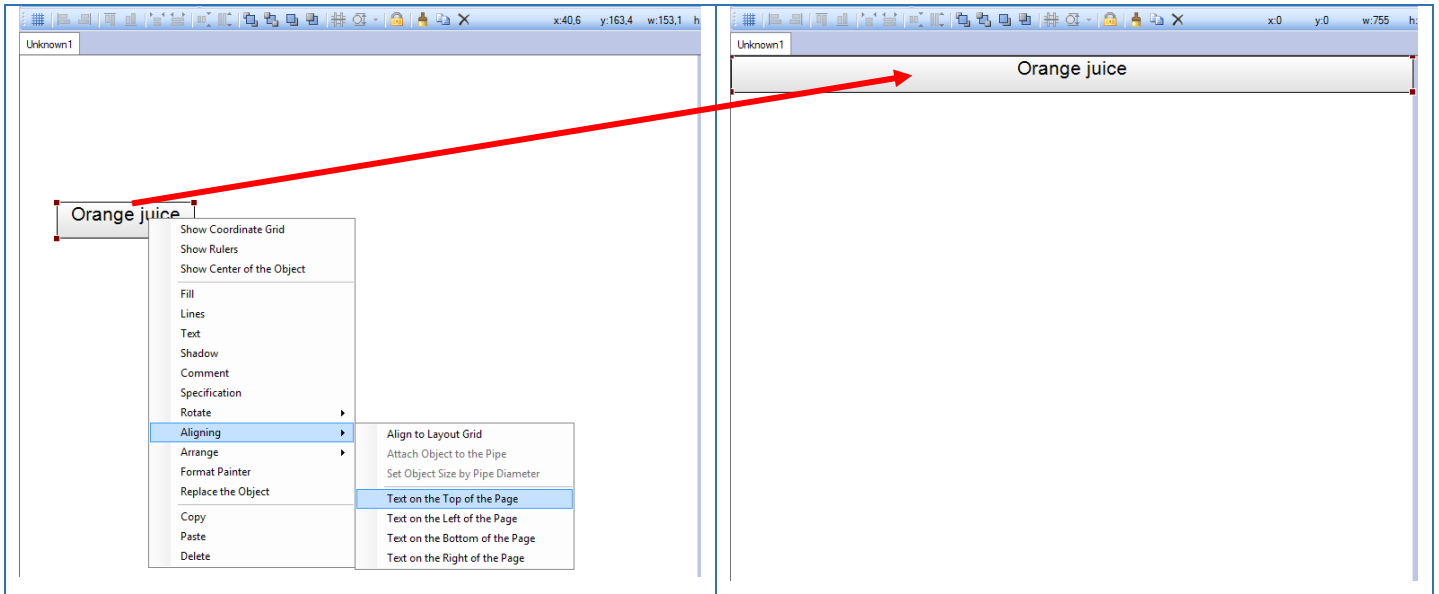 x:40,6 y:163,4 w:153,1 h
Unknown1
Orange juice
Show Coordinate Grid
Show Rulers
Show Center of the Object
Fill
Lines
Text
Shadow
Comment
Specification
Rotate
Aligning
Arrange
Format Painter
Replace the Object
Copy
Paste
Delete
Align to Layout Grid
Attach Object to the Pipe
Set Object Size by Pipe Diameter
Text on the Top of the Page
Text on the Left of the Page
Text on the Bottom of the Page
Text on the Right of the Page
x:0 y:0 w:755 h:
Unknown1
Orange juice